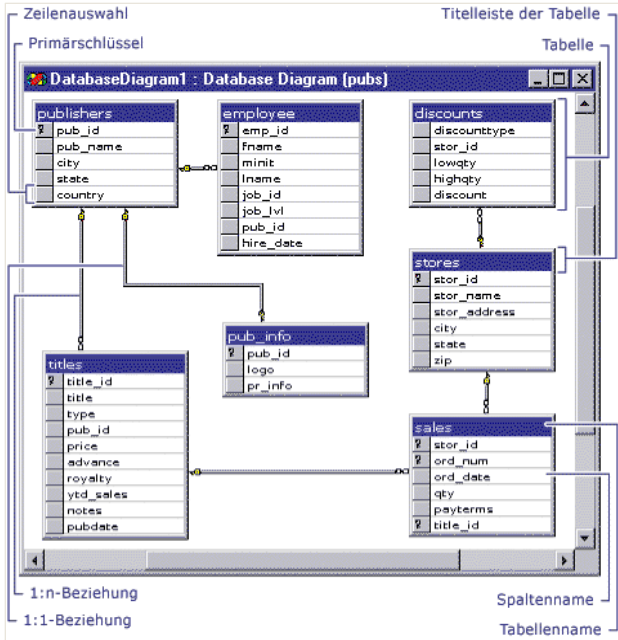 Zeilenauswahl
Titelleiste der Tabelle
Primärschlüssel
Tabelle
DatabaseDiagram1 : Database Diagram (pubs)
publishers
pub_id
pub_name
city
state
country
employee
emp_id
fname
minit
lname
job_id
job_lvl
pub_id
hire_date
discounts
discounttype
stor_id
lowqty
highqty
discount
stores
stor_id
stor_name
stor_address
city
state
zip
pub_info
pub_id
logo
pr_info
titles
title_id
title
type
pub_id
price
advance
royalty
ytd_sales
notes
pubdate
sales
stor_id
ord_num
ord_date
qty
payterms
title_id
1:n-Beziehung
1:1-Beziehung
Spaltenname
Tabellenname